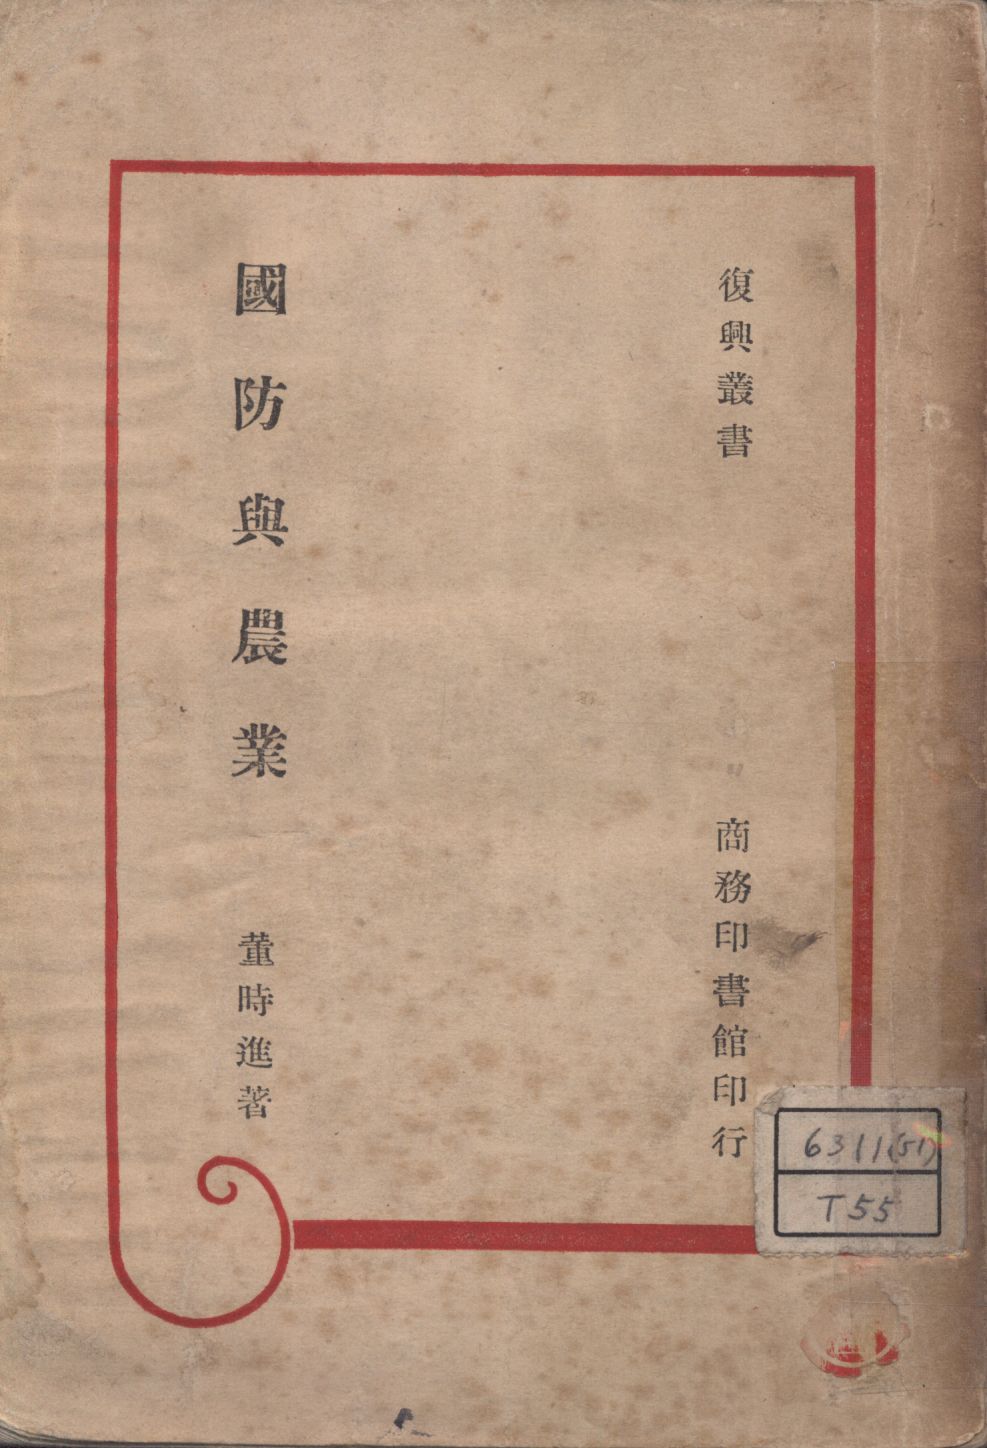 復興叢書
商務印書館印行
國防與農業
董時進著
6311(51)
T55